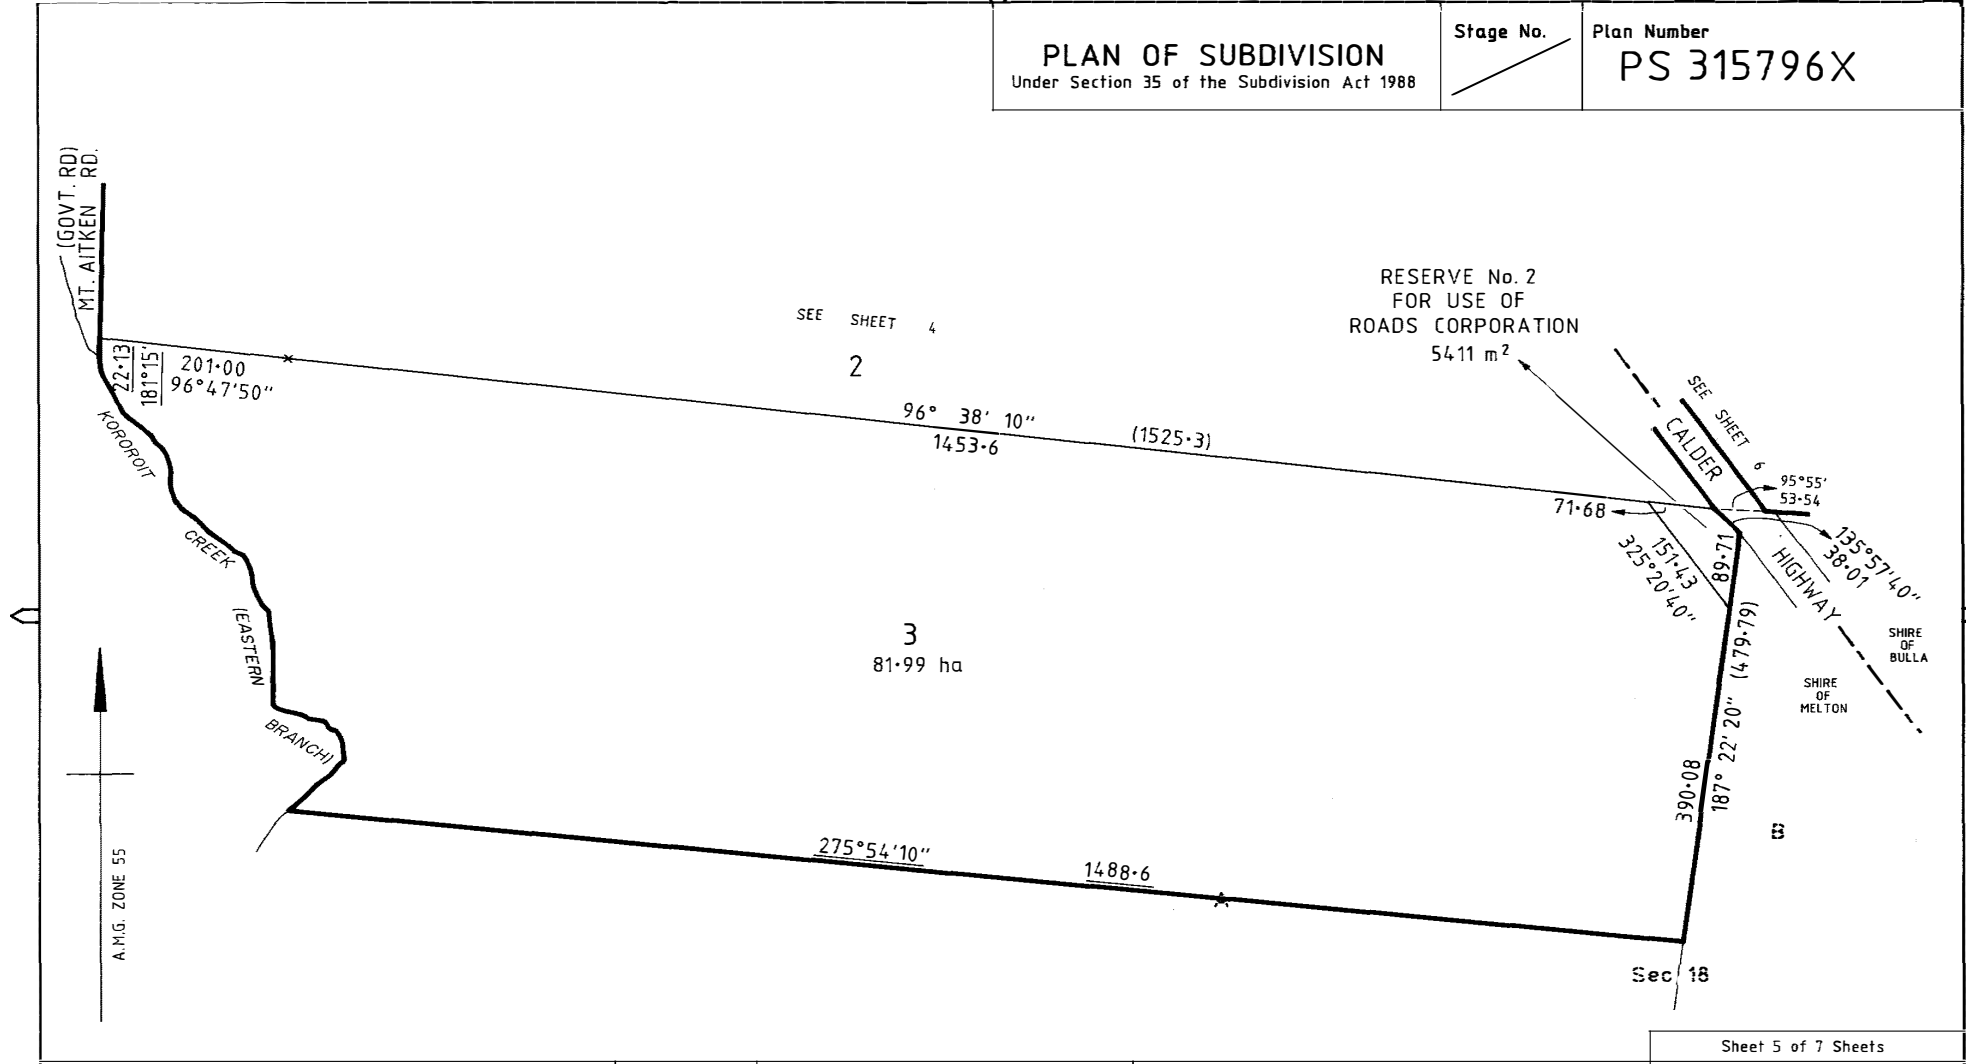 PLAN OF SUBDIVISION
Under Section 35 of the Subdivision Act 1988
Stage No.
Plan Number
PS 315796X
(GOVT. RD)
MT. AITKEN RD.
22·13
181°15'
201·00
96°47'50"
SEE SHEET 4
2
96° 38' 10"
1453·6
(1525·3)
RESERVE No. 2
FOR USE OF
ROADS CORPORATION
5411 m²
SEE SHEET 6
CALDER
HIGHWAY
95°55'
53·54
71·68
151·43
325°20'40"
89·71
135°57'40"
38·01
KOROROIT
CREEK
(EASTERN
BRANCH)
3
81·99 ha
187° 22' 20" (479·79)
390·08
SHIRE
OF
BULLA
SHIRE
OF
MELTON
B
275°54'10"
1488·6
A
Sec 18
A.M.G. ZONE 55
Sheet 5 of 7 Sheets